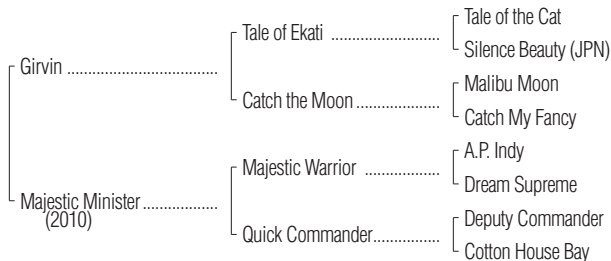 Tale of the Cat
Tale of Ekati ........................
Silence Beauty (JPN)
Girvin ..................................
Malibu Moon
Catch the Moon ..................
Catch My Fancy
A.P. Indy
Majestic Warrior .................
Dream Supreme
Majestic Minister .................
(2010)
Deputy Commander
Quick Commander...............
Cotton House Bay